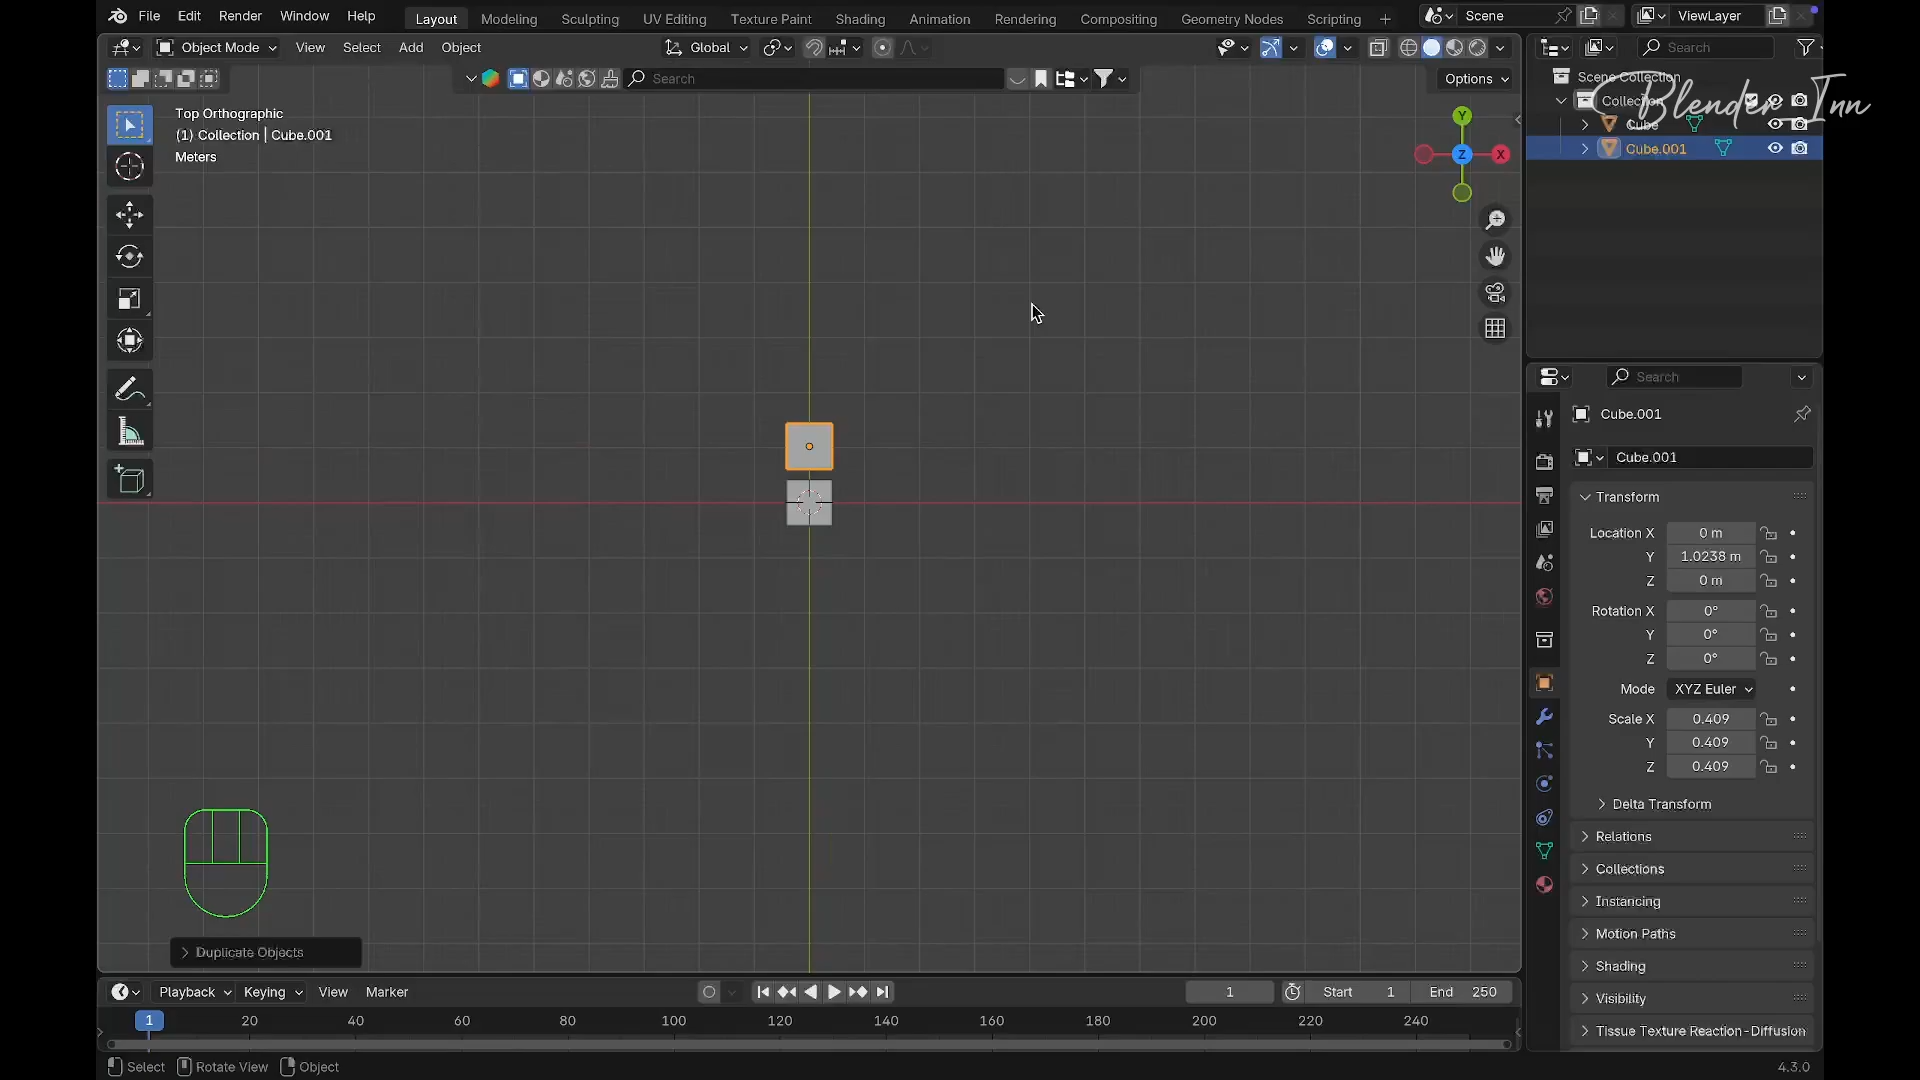 File Edit Render Window Help Layout Modeling Sculpting UV Editing Texture Paint Shading Animation Rendering Compositing Geometry Nodes Scripting + Scene ViewLayer
Object Mode View Select Add Object Global Search
Search Options
Top Orthographic
(1) Collection | Cube.001
Meters
Y
Z
X
Scene Collection
Collection
Blender Inn
Cube
Cube.001
Search
Cube.001
Cube.001
Transform
Location X 0 m
Y 1.0238 m
Z 0 m
Rotation X 0°
Y 0°
Z 0°
Mode XYZ Euler
Scale X 0.409
Y 0.409
Z 0.409
Delta Transform
Relations
Collections
Instancing
Motion Paths
Shading
Visibility
Tissue Texture Reaction-Diffusion
Duplicate Objects
Playback Keying View Marker 1 Start 1 End 250
1 20 40 60 80 100 120 140 160 180 200 220 240
Select Rotate View Object 4.3.0